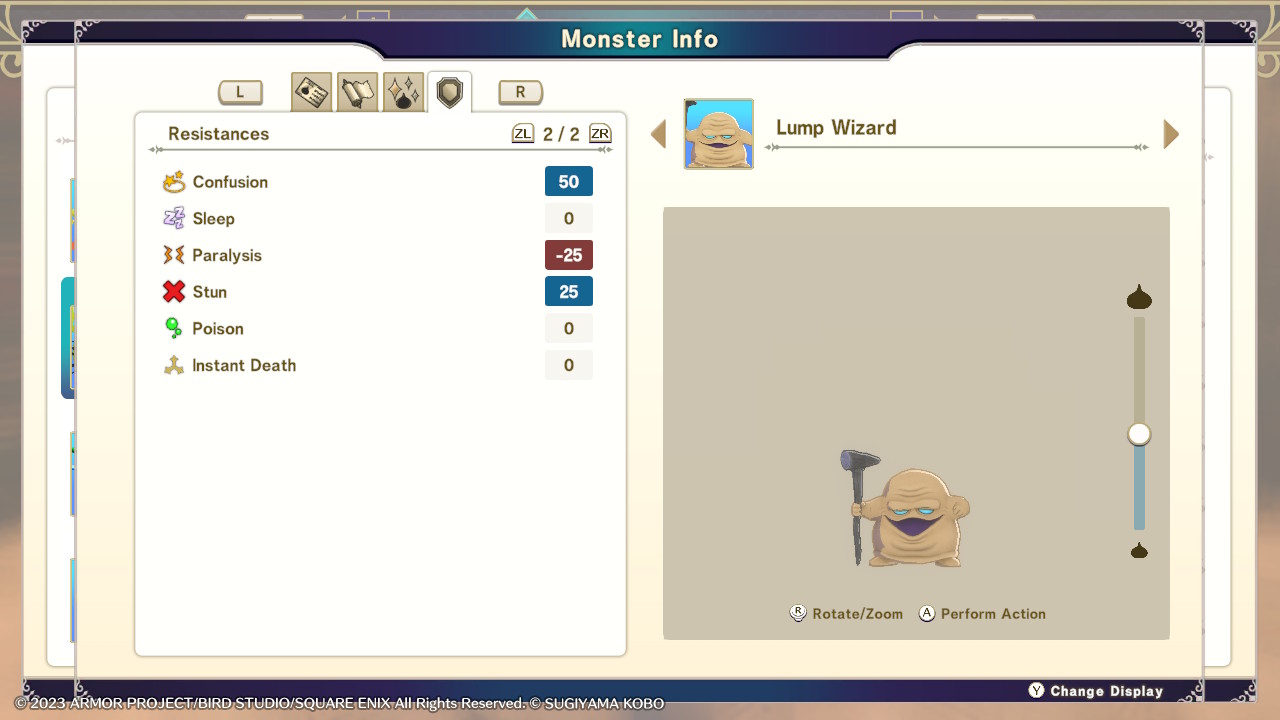 Monster Info
L
R
Resistances
ZL 2 / 2 ZR
Confusion 50
Sleep 0
Paralysis -25
Stun 25
Poison 0
Instant Death 0
Lump Wizard
R Rotate/Zoom A Perform Action
Y Change Display
© 2023 ARMOR PROJECT/BIRD STUDIO/SQUARE ENIX All Rights Reserved. © SUGIYAMA KOBO